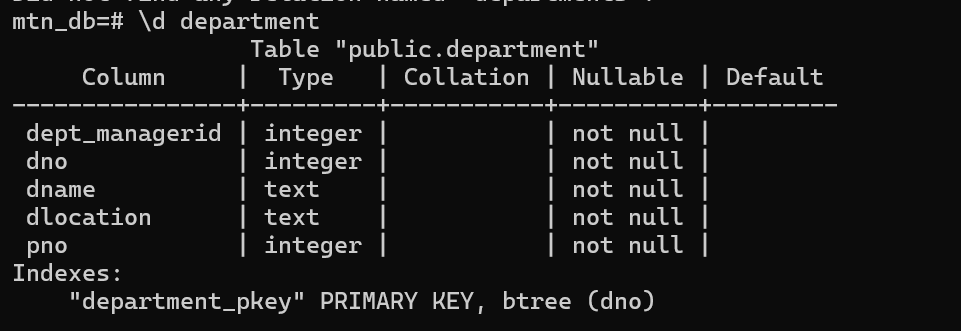 mtn_db=# \d department
Table "public.department"
Column | Type | Collation | Nullable | Default
----------------+---------+-----------+----------+---------
dept_managerid | integer | | not null |
dno | integer | | not null |
dname | text | | not null |
dlocation | text | | not null |
pno | integer | | not null |
Indexes:
"department_pkey" PRIMARY KEY, btree (dno)